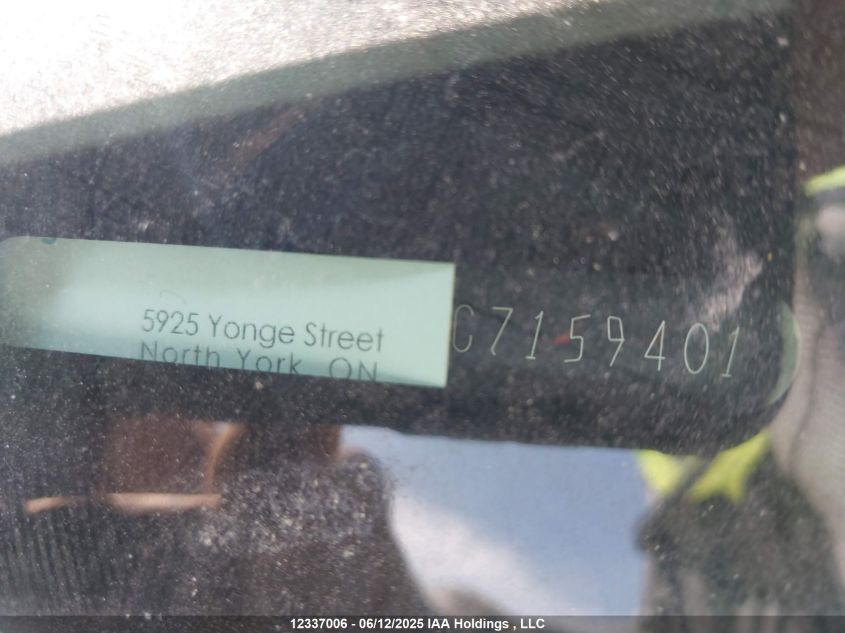 5925 Yonge Street
North York, ON
C7159401
12337006 - 06/12/2025 IAA Holdings , LLC